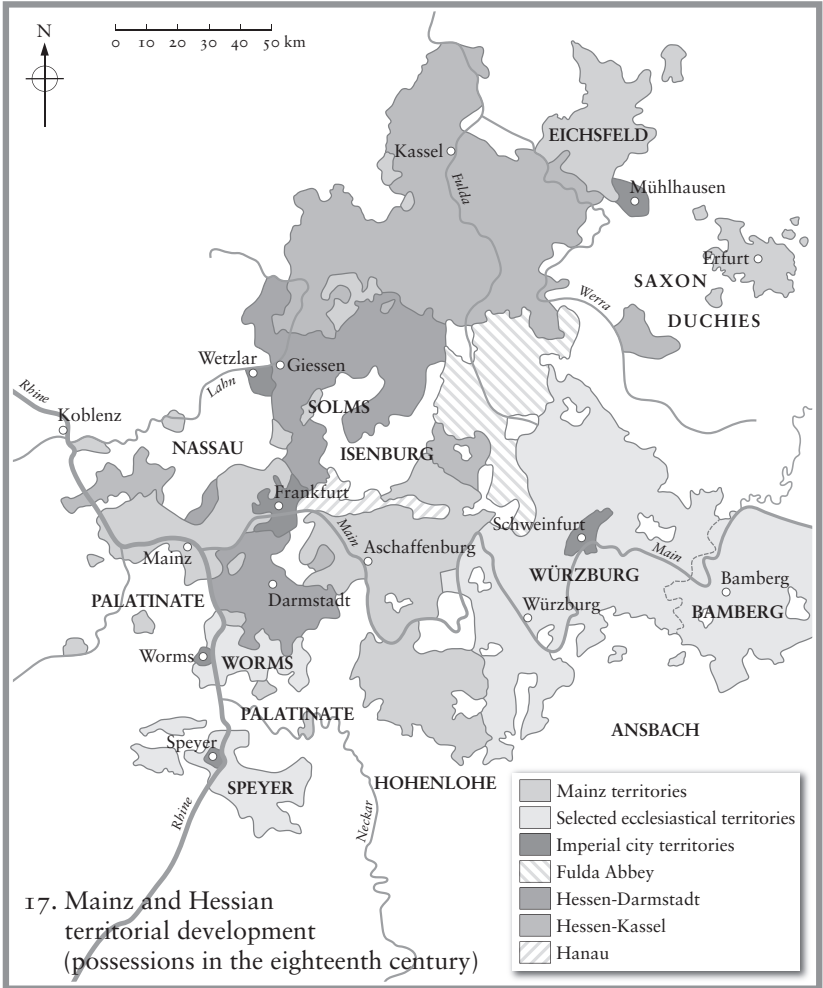 N
0 10 20 30 40 50 km
EICHSFELD
Kassel
Fulda
Mühlhausen
Erfurt
SAXON
DUCHIES
Werra
Wetzlar
Giessen
Lahn
Rhine
Koblenz
SOLMS
NASSAU
ISENBURG
Frankfurt
Main
Schweinfurt
Main
Mainz
Aschaffenburg
WÜRZBURG
Bamberg
PALATINATE
Darmstadt
Würzburg
BAMBERG
Worms
WORMS
PALATINATE
ANSBACH
Speyer
SPEYER
HOHENLOHE
Rhine
Neckar
Mainz territories
Selected ecclesiastical territories
Imperial city territories
Fulda Abbey
Hessen-Darmstadt
Hessen-Kassel
Hanau
17. Mainz and Hessian
territorial development
(possessions in the eighteenth century)